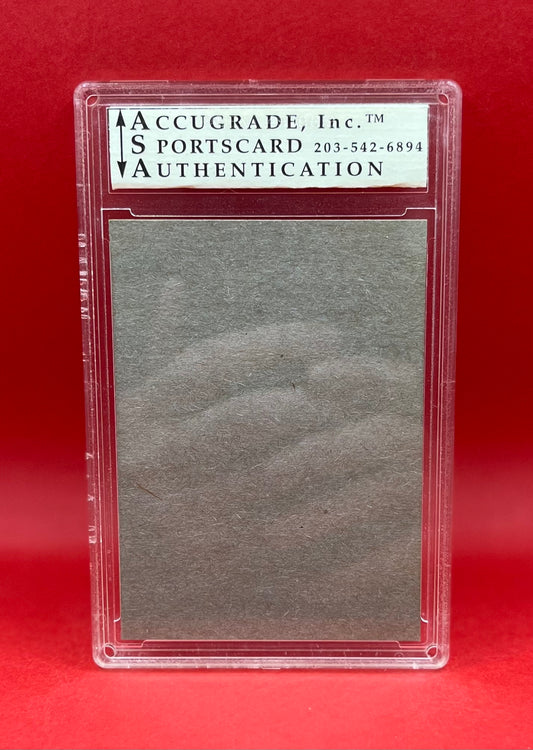 ACCUGRADE, Inc.™
SPORTSCARD 203-542-6894
AUTHENTICATION